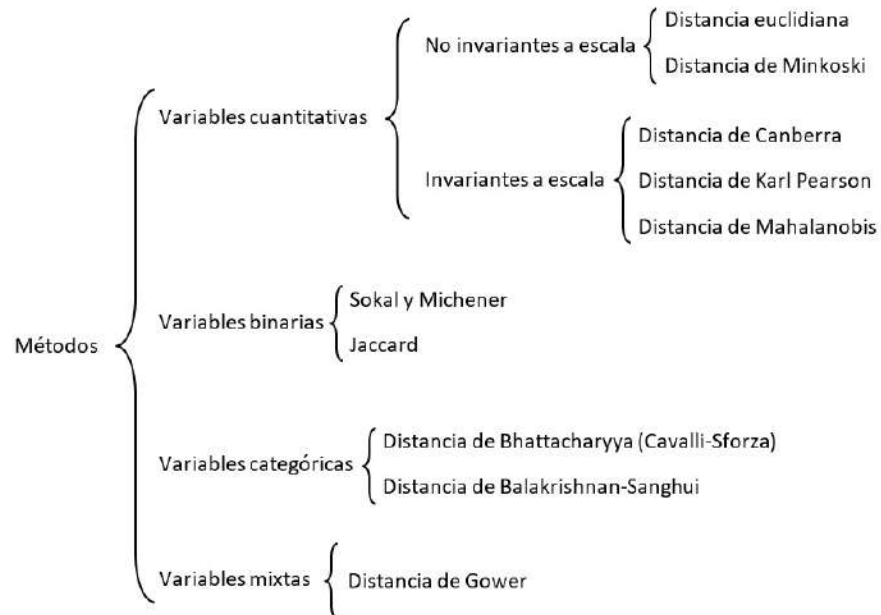 Métodos
Variables cuantitativas
No invariantes a escala
Distancia euclidiana
Distancia de Minkoski
Invariantes a escala
Distancia de Canberra
Distancia de Karl Pearson
Distancia de Mahalanobis
Variables binarias
Sokal y Michener
Jaccard
Variables categóricas
Distancia de Bhattacharyya (Cavalli-Sforza)
Distancia de Balakrishnan-Sanghui
Variables mixtas
Distancia de Gower